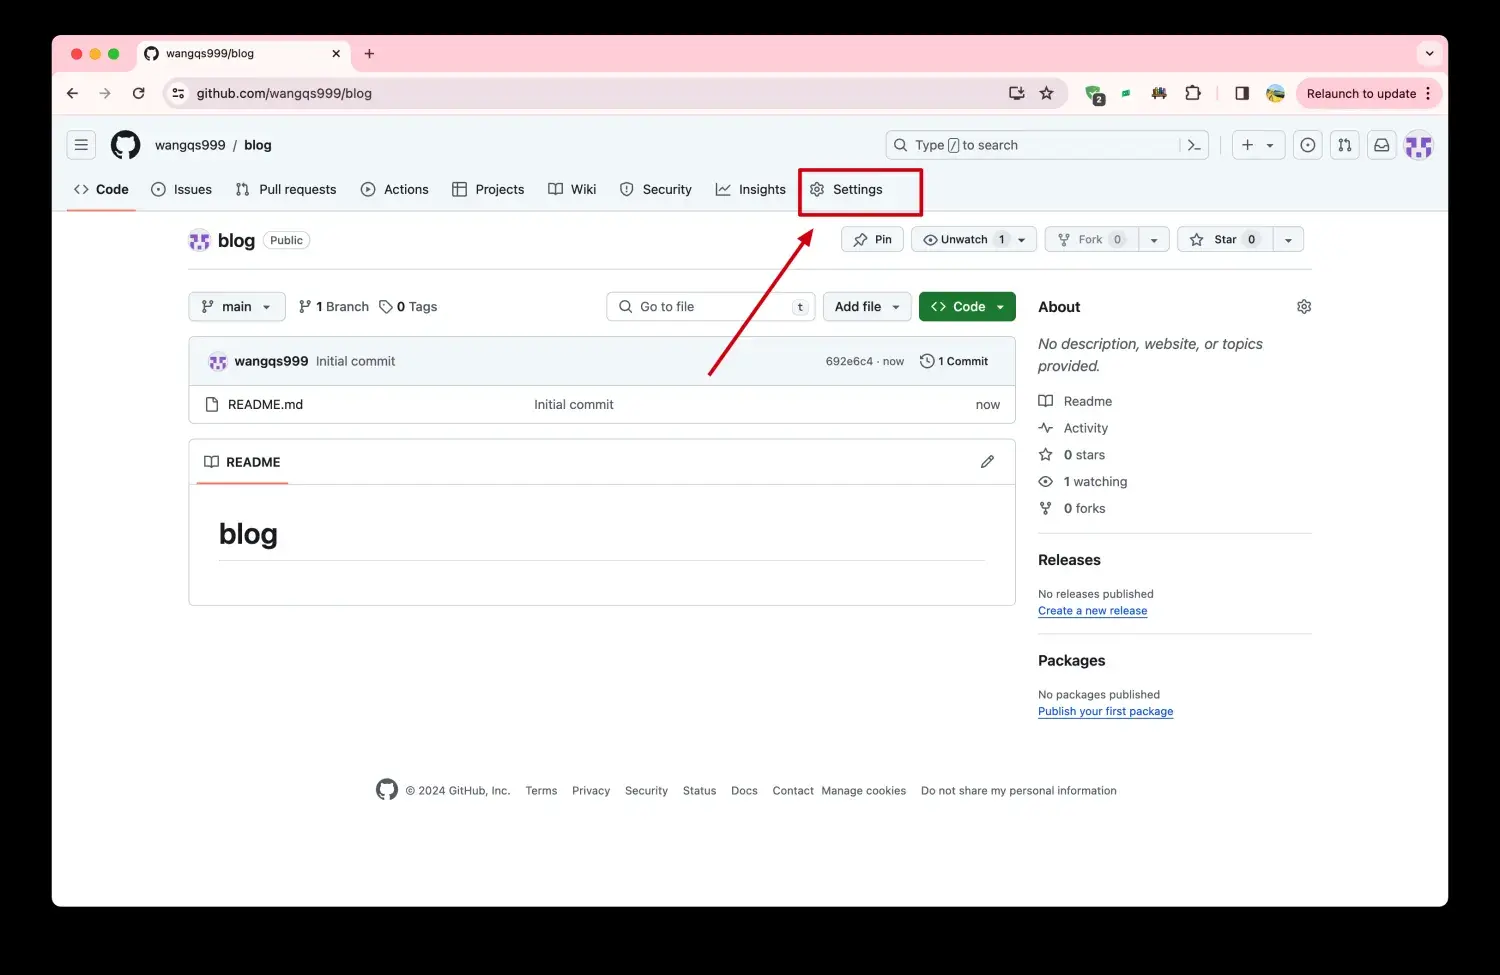 wangqs999/blog
github.com/wangqs999/blog
2
Relaunch to update
wangqs999 / blog
Type / to search
Code Issues Pull requests Actions Projects Wiki Security Insights Settings
blog Public
Pin Unwatch 1 Fork 0 Star 0
main 1 Branch 0 Tags Go to file t Add file Code
wangqs999 Initial commit 692e6c4 · now 1 Commit
README.md Initial commit now
README
blog
About
No description, website, or topics
provided.
Readme
Activity
0 stars
1 watching
0 forks
Releases
No releases published
Create a new release
Packages
No packages published
Publish your first package
© 2024 GitHub, Inc. Terms Privacy Security Status Docs Contact Manage cookies Do not share my personal information